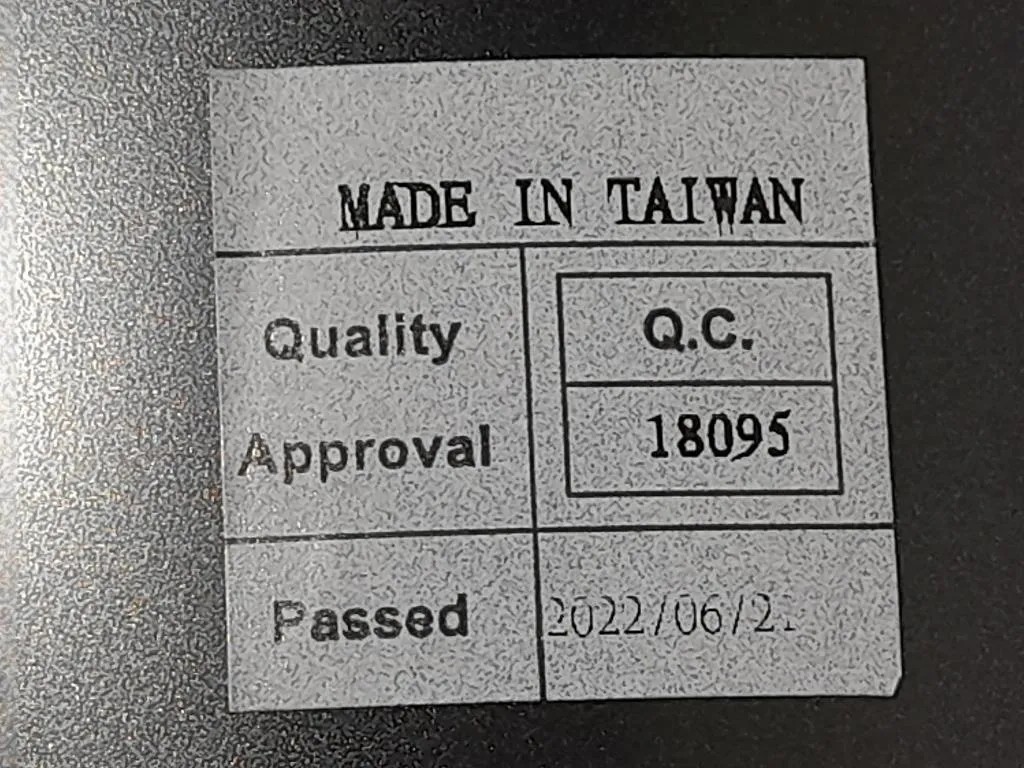 MADE IN TAIWAN
Quality
Approval
Q.C.
18095
Passed